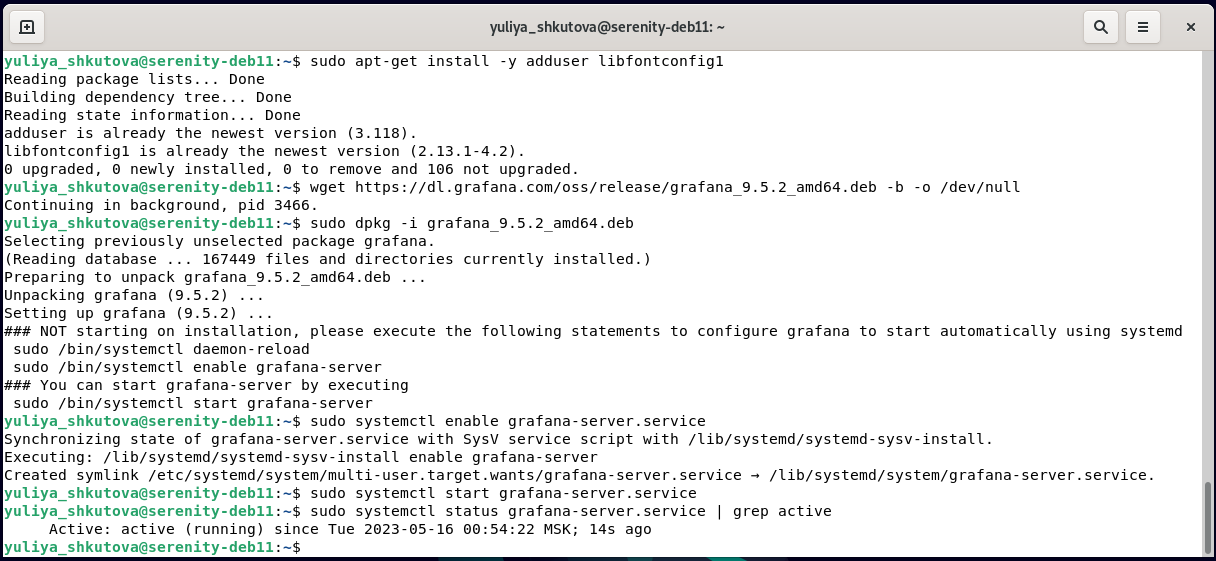 yuliya_shkutova@serenity-deb11: ~
yuliya_shkutova@serenity-deb11:~$ sudo apt-get install -y adduser libfontconfig1
Reading package lists... Done
Building dependency tree... Done
Reading state information... Done
adduser is already the newest version (3.118).
libfontconfig1 is already the newest version (2.13.1-4.2).
0 upgraded, 0 newly installed, 0 to remove and 106 not upgraded.
yuliya_shkutova@serenity-deb11:~$ wget https://dl.grafana.com/oss/release/grafana_9.5.2_amd64.deb -b -o /dev/null
Continuing in background, pid 3466.
yuliya_shkutova@serenity-deb11:~$ sudo dpkg -i grafana_9.5.2_amd64.deb
Selecting previously unselected package grafana.
(Reading database ... 167449 files and directories currently installed.)
Preparing to unpack grafana_9.5.2_amd64.deb ...
Unpacking grafana (9.5.2) ...
Setting up grafana (9.5.2) ...
### NOT starting on installation, please execute the following statements to configure grafana to start automatically using systemd
 sudo /bin/systemctl daemon-reload
 sudo /bin/systemctl enable grafana-server
### You can start grafana-server by executing
 sudo /bin/systemctl start grafana-server
yuliya_shkutova@serenity-deb11:~$ sudo systemctl enable grafana-server.service
Synchronizing state of grafana-server.service with SysV service script with /lib/systemd/systemd-sysv-install.
Executing: /lib/systemd/systemd-sysv-install enable grafana-server
Created symlink /etc/systemd/system/multi-user.target.wants/grafana-server.service → /lib/systemd/system/grafana-server.service.
yuliya_shkutova@serenity-deb11:~$ sudo systemctl start grafana-server.service
yuliya_shkutova@serenity-deb11:~$ sudo systemctl status grafana-server.service | grep active
     Active: active (running) since Tue 2023-05-16 00:54:22 MSK; 14s ago
yuliya_shkutova@serenity-deb11:~$